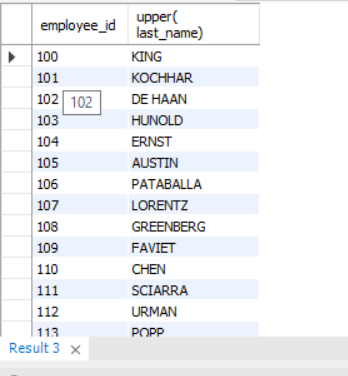 employee_id upper(
last_name)
100 KING
101 KOCHHAR
102 102 DE HAAN
103 HUNOLD
104 ERNST
105 AUSTIN
106 PATABALLA
107 LORENTZ
108 GREENBERG
109 FAVIET
110 CHEN
111 SCIARRA
112 URMAN
113 POPP
Result 3 ×